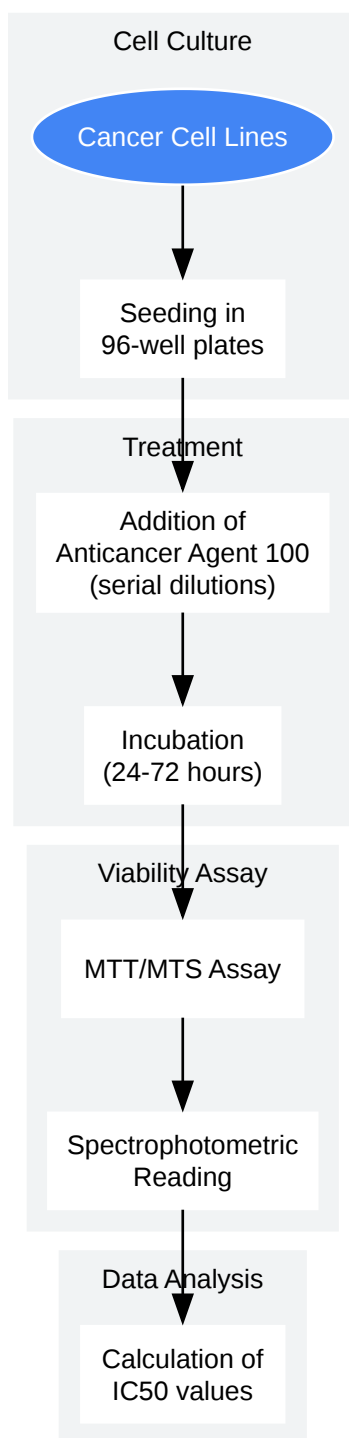 Cell Culture
Cancer Cell Lines
Seeding in
96-well plates
Treatment
Addition of
Anticancer Agent 100
(serial dilutions)
Incubation
(24-72 hours)
Viability Assay
MTT/MTS Assay
Spectrophotometric
Reading
Data Analysis
Calculation of
IC50 values